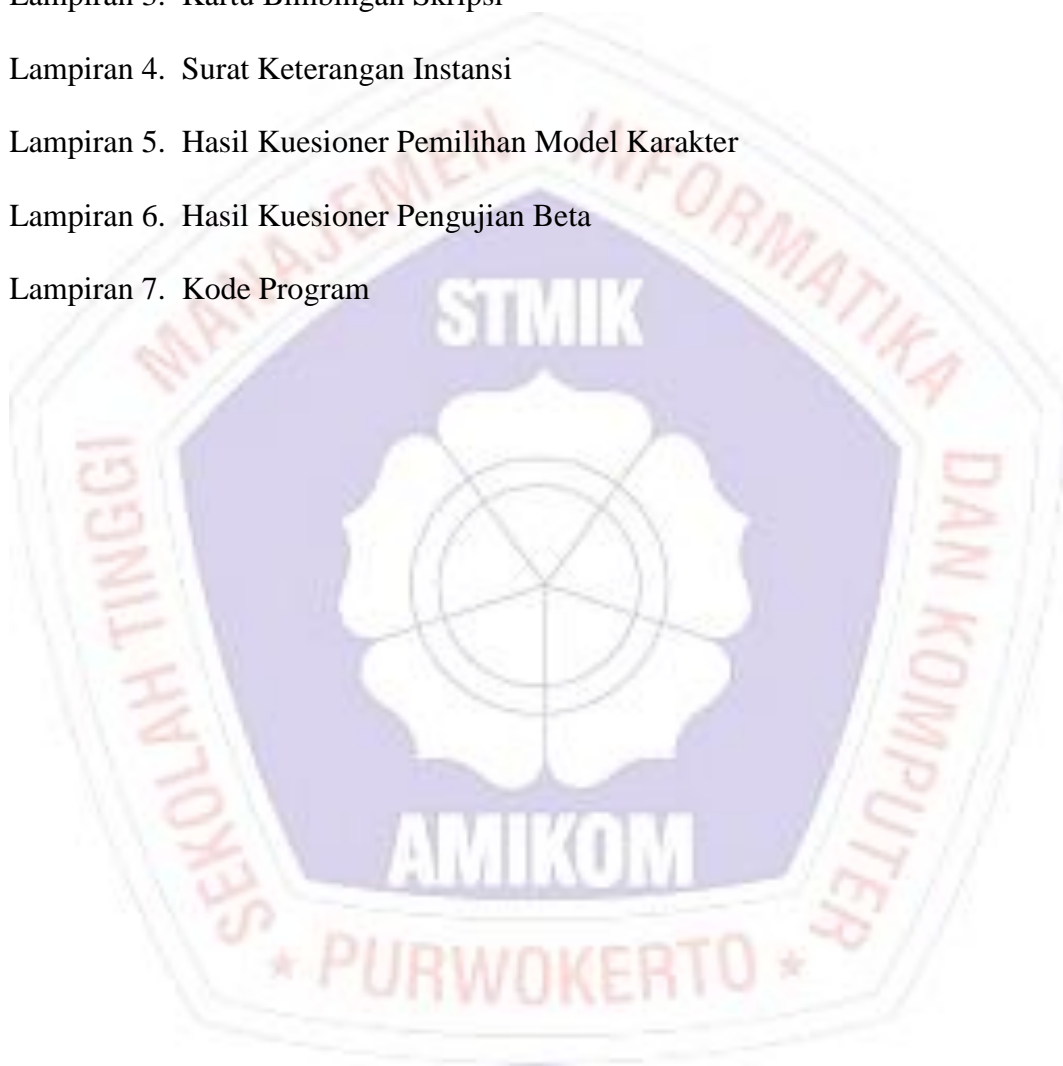 Lampiran 3. Kartu Bimbingan Skripsi
Lampiran 4. Surat Keterangan Instansi
Lampiran 5. Hasil Kuesioner Pemilihan Model Karakter
Lampiran 6. Hasil Kuesioner Pengujian Beta
Lampiran 7. Kode Program
SEKOLAH TINGGI MANAJEMEN INFORMATIKA DAN KOMPUTER
STMIK
AMIKOM
* PURWOKERTO *